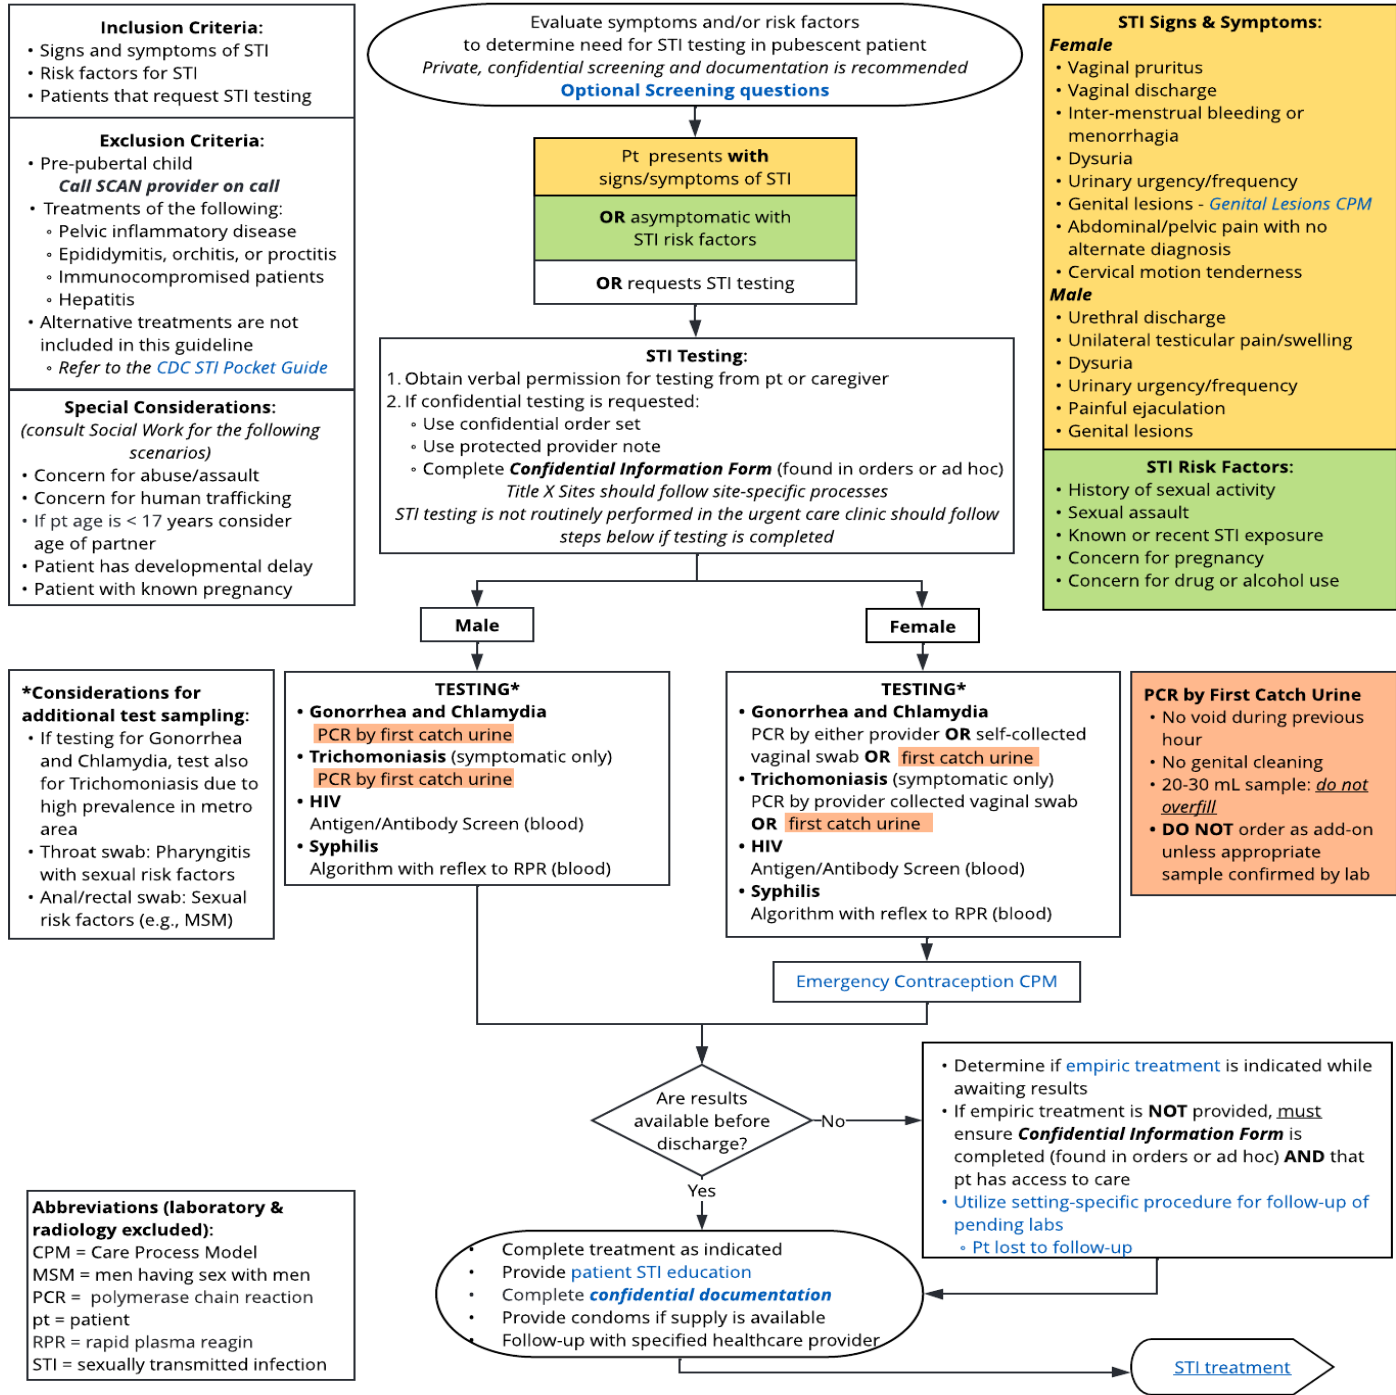 Inclusion Criteria:
• Signs and symptoms of STI
• Risk factors for STI
• Patients that request STI testing
Exclusion Criteria:
• Pre-pubertal child
Call SCAN provider on call
• Treatments of the following:
◦ Pelvic inflammatory disease
◦ Epididymitis, orchitis, or proctitis
◦ Immunocompromised patients
◦ Hepatitis
• Alternative treatments are not
included in this guideline
◦ Refer to the CDC STI Pocket Guide
Special Considerations:
(consult Social Work for the following
scenarios)
• Concern for abuse/assault
• Concern for human trafficking
• If pt age is < 17 years consider
age of partner
• Patient has developmental delay
• Patient with known pregnancy
Evaluate symptoms and/or risk factors
to determine need for STI testing in pubescent patient
Private, confidential screening and documentation is recommended
Optional Screening questions
Pt presents with
signs/symptoms of STI
OR asymptomatic with
STI risk factors
OR requests STI testing
STI Testing:
1. Obtain verbal permission for testing from pt or caregiver
2. If confidential testing is requested:
◦ Use confidential order set
◦ Use protected provider note
◦ Complete Confidential Information Form (found in orders or ad hoc)
Title X Sites should follow site-specific processes
STI testing is not routinely performed in the urgent care clinic should follow
steps below if testing is completed
STI Signs & Symptoms:
Female
• Vaginal pruritus
• Vaginal discharge
• Inter-menstrual bleeding or
menorrhagia
• Dysuria
• Urinary urgency/frequency
• Genital lesions - Genital Lesions CPM
• Abdominal/pelvic pain with no
alternate diagnosis
• Cervical motion tenderness
Male
• Urethral discharge
• Unilateral testicular pain/swelling
• Dysuria
• Urinary urgency/frequency
• Painful ejaculation
• Genital lesions
STI Risk Factors:
• History of sexual activity
• Sexual assault
• Known or recent STI exposure
• Concern for pregnancy
• Concern for drug or alcohol use
Male
Female
*Considerations for
additional test sampling:
• If testing for Gonorrhea
and Chlamydia, test also
for Trichomoniasis due to
high prevalence in metro
area
• Throat swab: Pharyngitis
with sexual risk factors
• Anal/rectal swab: Sexual
risk factors (e.g., MSM)
TESTING*
• Gonorrhea and Chlamydia
PCR by first catch urine
• Trichomoniasis (symptomatic only)
PCR by first catch urine
• HIV
Antigen/Antibody Screen (blood)
• Syphilis
Algorithm with reflex to RPR (blood)
TESTING*
• Gonorrhea and Chlamydia
PCR by either provider OR self-collected
vaginal swab OR first catch urine
• Trichomoniasis (symptomatic only)
PCR by provider collected vaginal swab
OR first catch urine
• HIV
Antigen/Antibody Screen (blood)
• Syphilis
Algorithm with reflex to RPR (blood)
PCR by First Catch Urine
• No void during previous
hour
• No genital cleaning
• 20-30 mL sample: do not
overfill
• DO NOT order as add-on
unless appropriate
sample confirmed by lab
Emergency Contraception CPM
Are results
available before
discharge?
No
Yes
• Determine if empiric treatment is indicated while
awaiting results
• If empiric treatment is NOT provided, must
ensure Confidential Information Form is
completed (found in orders or ad hoc) AND that
pt has access to care
• Utilize setting-specific procedure for follow-up of
pending labs
◦ Pt lost to follow-up
Abbreviations (laboratory &
radiology excluded):
CPM = Care Process Model
MSM = men having sex with men
PCR = polymerase chain reaction
pt = patient
RPR = rapid plasma reagin
STI = sexually transmitted infection
• Complete treatment as indicated
• Provide patient STI education
• Complete confidential documentation
• Provide condoms if supply is available
• Follow-up with specified healthcare provider
STI treatment